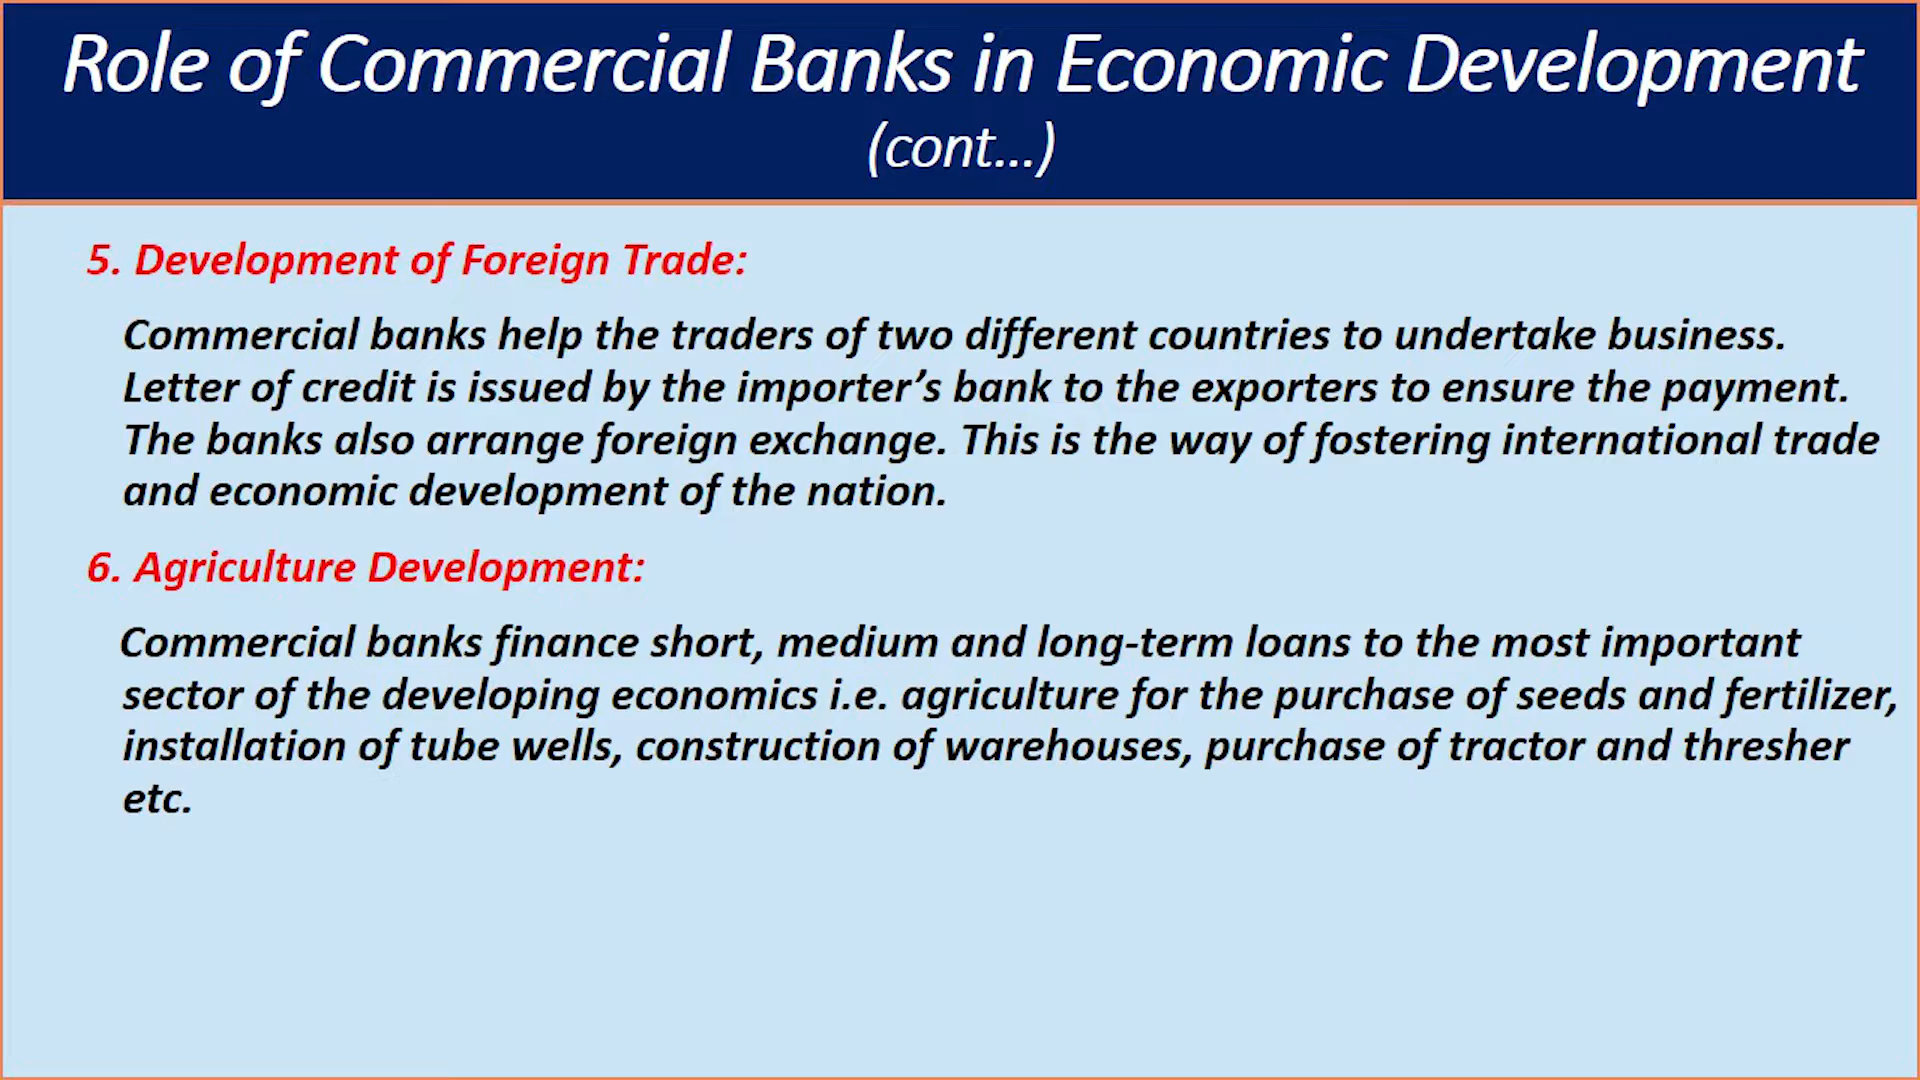 Role of Commercial Banks in Economic Development
(cont...)
5. Development of Foreign Trade:
Commercial banks help the traders of two different countries to undertake business.
Letter of credit is issued by the importer’s bank to the exporters to ensure the payment.
The banks also arrange foreign exchange. This is the way of fostering international trade
and economic development of the nation.
6. Agriculture Development:
Commercial banks finance short, medium and long-term loans to the most important
sector of the developing economics i.e. agriculture for the purchase of seeds and fertilizer,
installation of tube wells, construction of warehouses, purchase of tractor and thresher
etc.